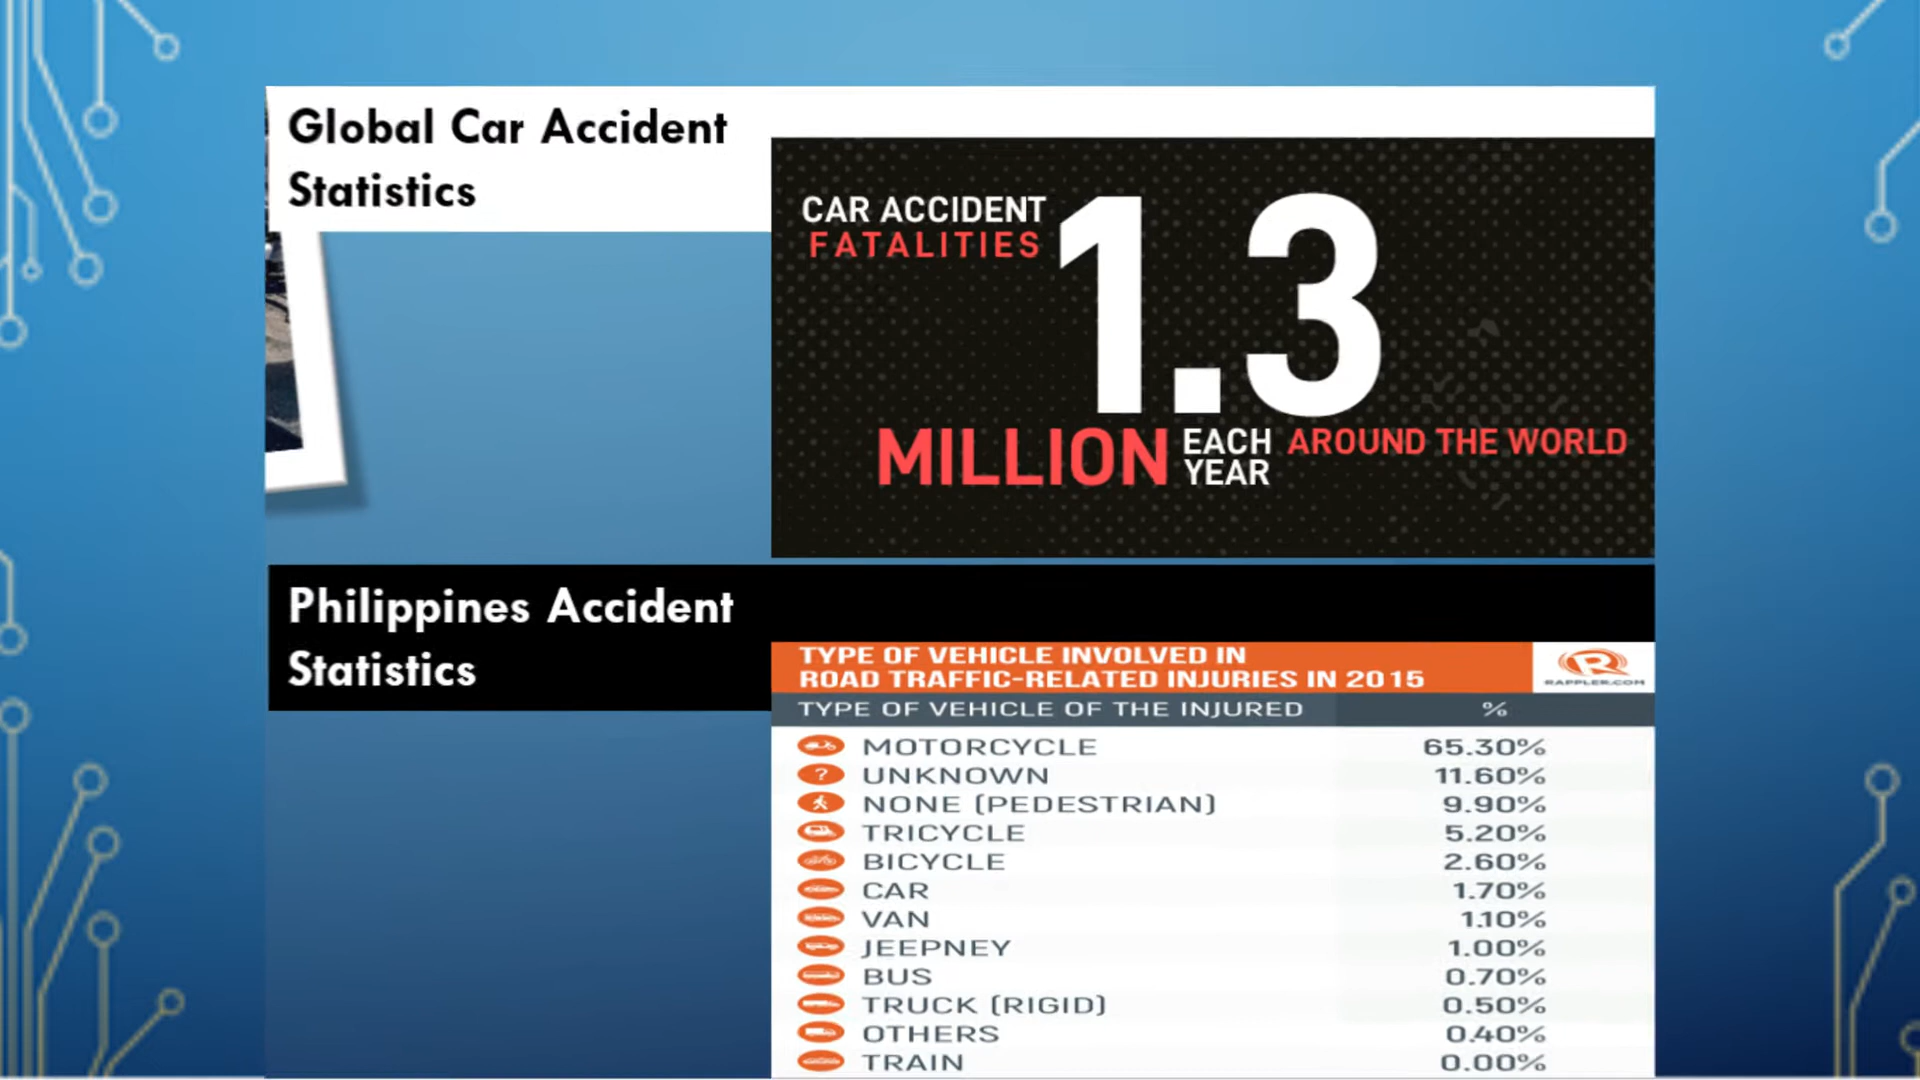 Global Car Accident
Statistics
CAR ACCIDENT
FATALITIES
1.3
MILLION EACH YEAR AROUND THE WORLD
Philippines Accident
Statistics
TYPE OF VEHICLE INVOLVED IN
ROAD TRAFFIC-RELATED INJURIES IN 2015
R
RAPPLER.COM
TYPE OF VEHICLE OF THE INJURED %
MOTORCYCLE 65.30%
? UNKNOWN 11.60%
NONE (PEDESTRIAN) 9.90%
TRICYCLE 5.20%
BICYCLE 2.60%
CAR 1.70%
VAN 1.10%
JEEPNEY 1.00%
BUS 0.70%
TRUCK (RIGID) 0.50%
OTHERS 0.40%
TRAIN 0.00%